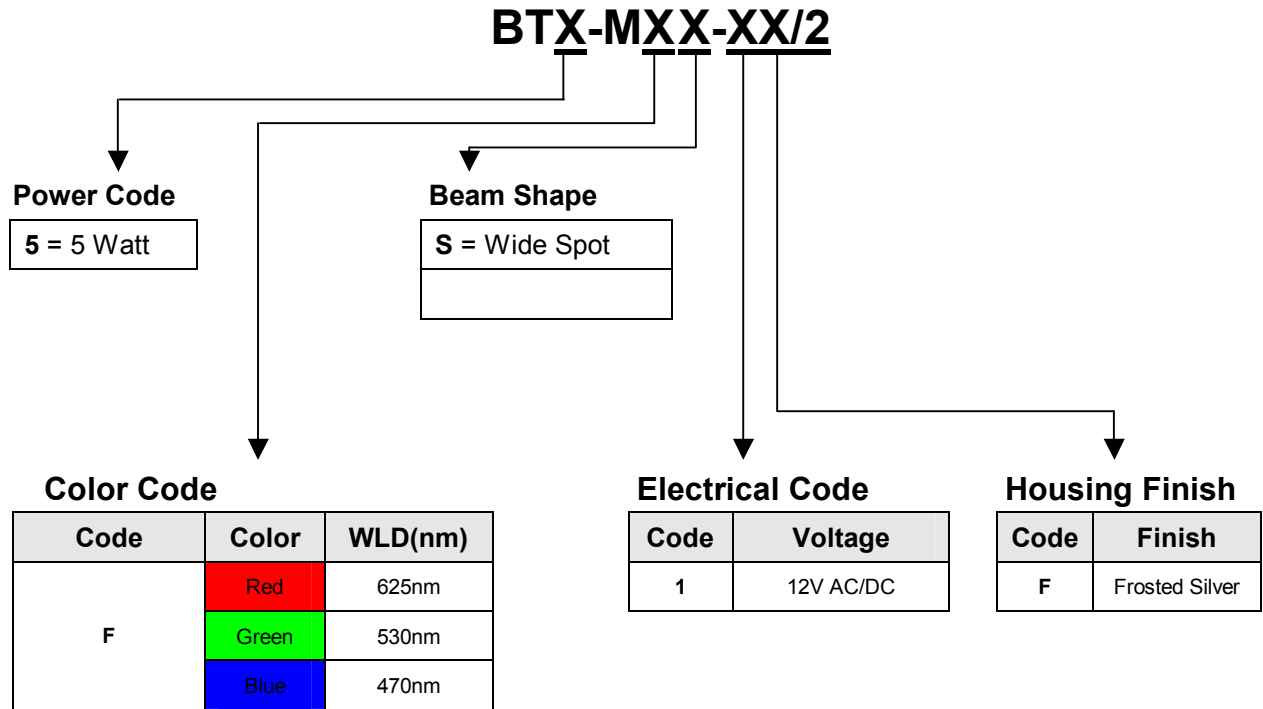 BTX-MXX-XX/2
Power Code
5 = 5 Watt
Beam Shape
S = Wide Spot
Color Code
Code Color WLD(nm)
F
Red 625nm
Green 530nm
Blue 470nm
Electrical Code
Code Voltage
1 12V AC/DC
Housing Finish
Code Finish
F Frosted Silver